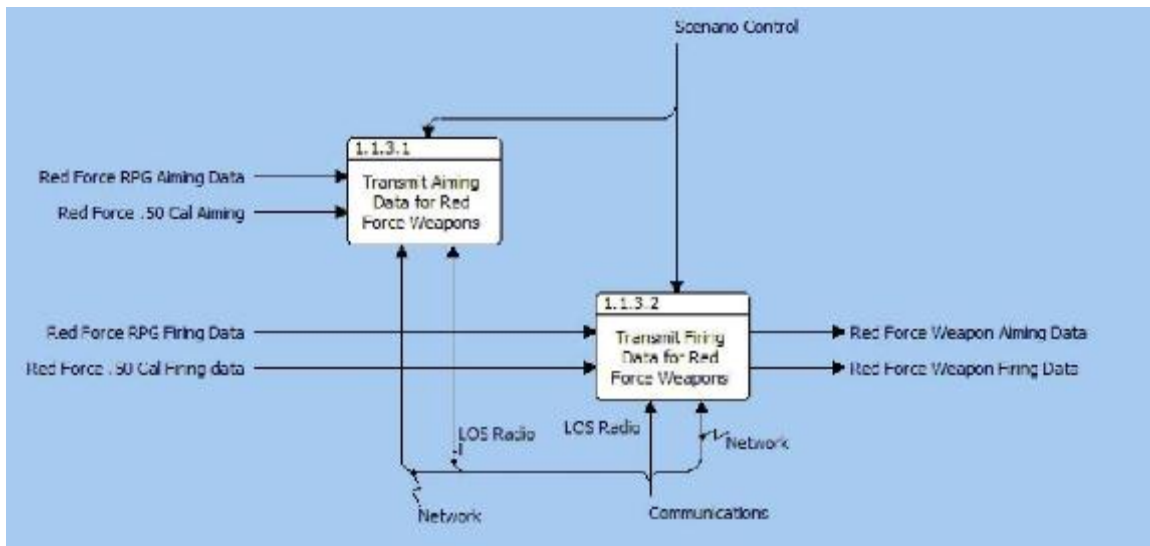 Scenario Control
1.1.3.1
Transmit Aiming
Data for Red
Force Weapons
Red Force RPG Aiming Data
Red Force .50 Cal Aiming
1.1.3.2
Transmit Firing
Data for Red
Force Weapons
Red Force RPG Firing Data
Red Force .50 Cal Firing data
Red Force Weapon Aiming Data
Red Force Weapon Firing Data
LOS Radio
LOS Radio
Network
Network
Communications